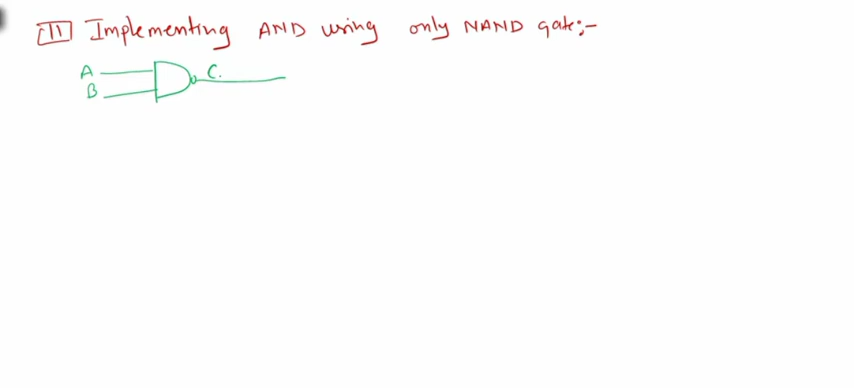 II Implementing AND using only NAND gate:-
A
C.
B